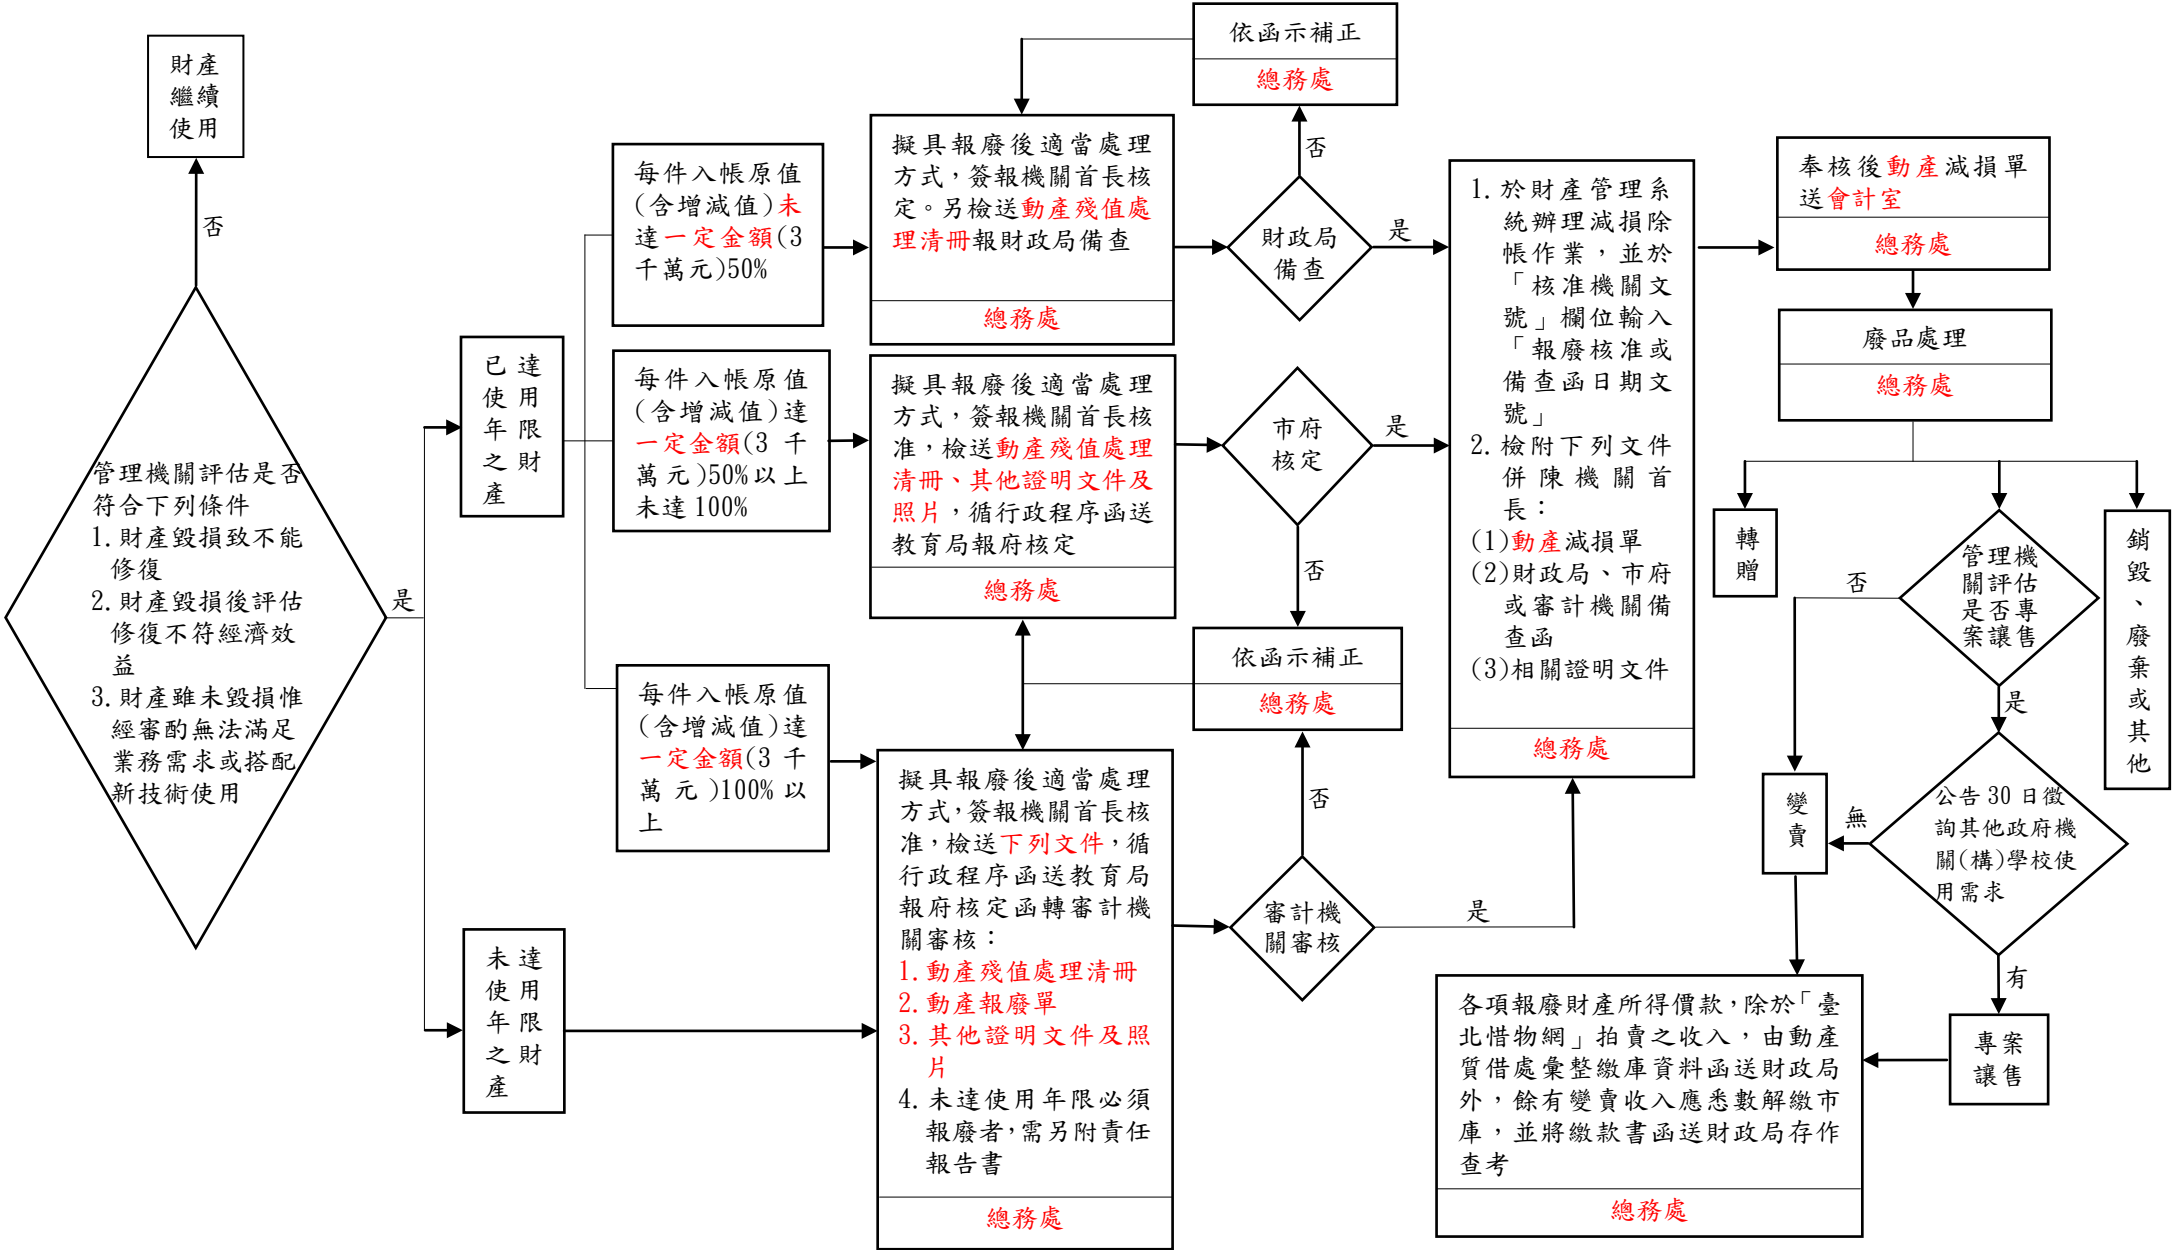 財產
繼續
使用
否
管理機關評估是否
符合下列條件
1.財產毀損致不能
修復
2.財產毀損後評估
修復不符經濟效
益
3.財產雖未毀損惟
經審酌無法滿足
業務需求或搭配
新技術使用
是
已達
使用
年限
之財
產
未達
使用
年限
之財
產
每件入帳原值
(含增減值)未
達一定金額(3
千萬元)50%
每件入帳原值
(含增減值)達
一定金額(3 千
萬元)50%以上
未達100%
每件入帳原值
(含增減值)達
一定金額(3 千
萬元)100%以
上
擬具報廢後適當處理
方式,簽報機關首長核
定。另檢送動產殘值處
理清冊報財政局備查
總務處
擬具報廢後適當處理
方式,簽報機關首長核
准,檢送動產殘值處理
清冊、其他證明文件及
照片,循行政程序函送
教育局報府核定
總務處
擬具報廢後適當處理
方式,簽報機關首長核
准,檢送下列文件,循
行政程序函送教育局
報府核定函轉審計機
關審核:
1.動產殘值處理清冊
2.動產報廢單
3.其他證明文件及照
片
4.未達使用年限必須
報廢者,需另附責任
報告書
總務處
依函示補正
總務處
否
財政局
備查
是
市府
核定
是
否
依函示補正
總務處
否
審計機
關審核
是
1.於財產管理系
統辦理減損除
帳作業,並於
「核准機關文
號」欄位輸入
「報廢核准或
備查函日期文
號」
2.檢附下列文件
併陳機關首
長:
(1)動產減損單
(2)財政局、市府
或審計機關備
查函
(3)相關證明文件
總務處
奉核後動產減損單
送會計室
總務處
廢品處理
總務處
轉
贈
管理機
關評估
是否專
案讓售
否
是
銷
毀
、
廢
棄
或
其
他
變
賣
無
公告30日徵
詢其他政府機
關(構)學校使
用需求
有
專案
讓售
各項報廢財產所得價款,除於「臺
北惜物網」拍賣之收入,由動產
質借處彙整繳庫資料函送財政局
外,餘有變賣收入應悉數解繳市
庫,並將繳款書函送財政局存作
查考
總務處